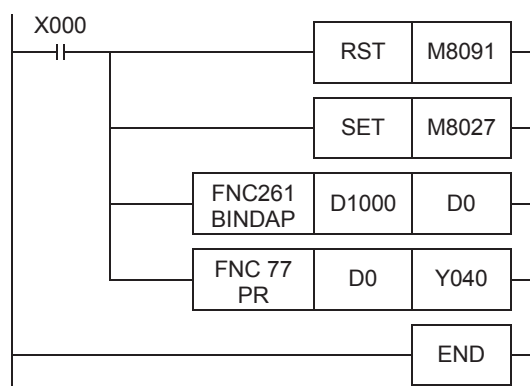 X000
RST M8091
SET M8027
FNC261 D1000 D0
BINDAP
FNC 77 D0 Y040
PR
END